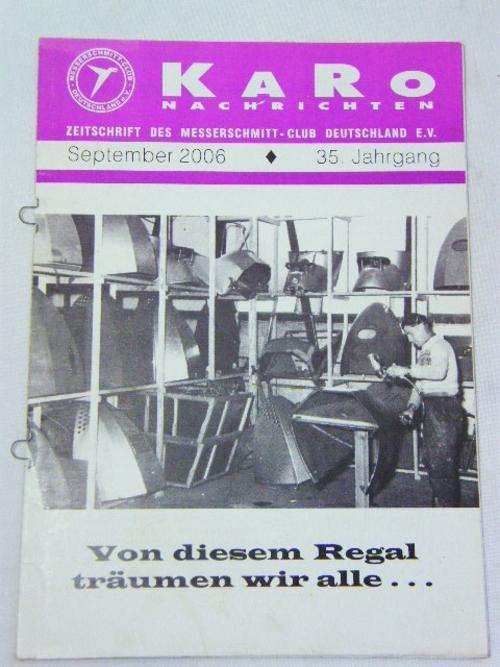 MESSERSCHMITT-CLUB
DEUTSCHLAND E.V.
KARO
NACHRICHTEN
ZEITSCHRIFT DES MESSERSCHMITT-CLUB DEUTSCHLAND E.V.
September 2006 ♦ 35. Jahrgang
Von diesem Regal
träumen wir alle...